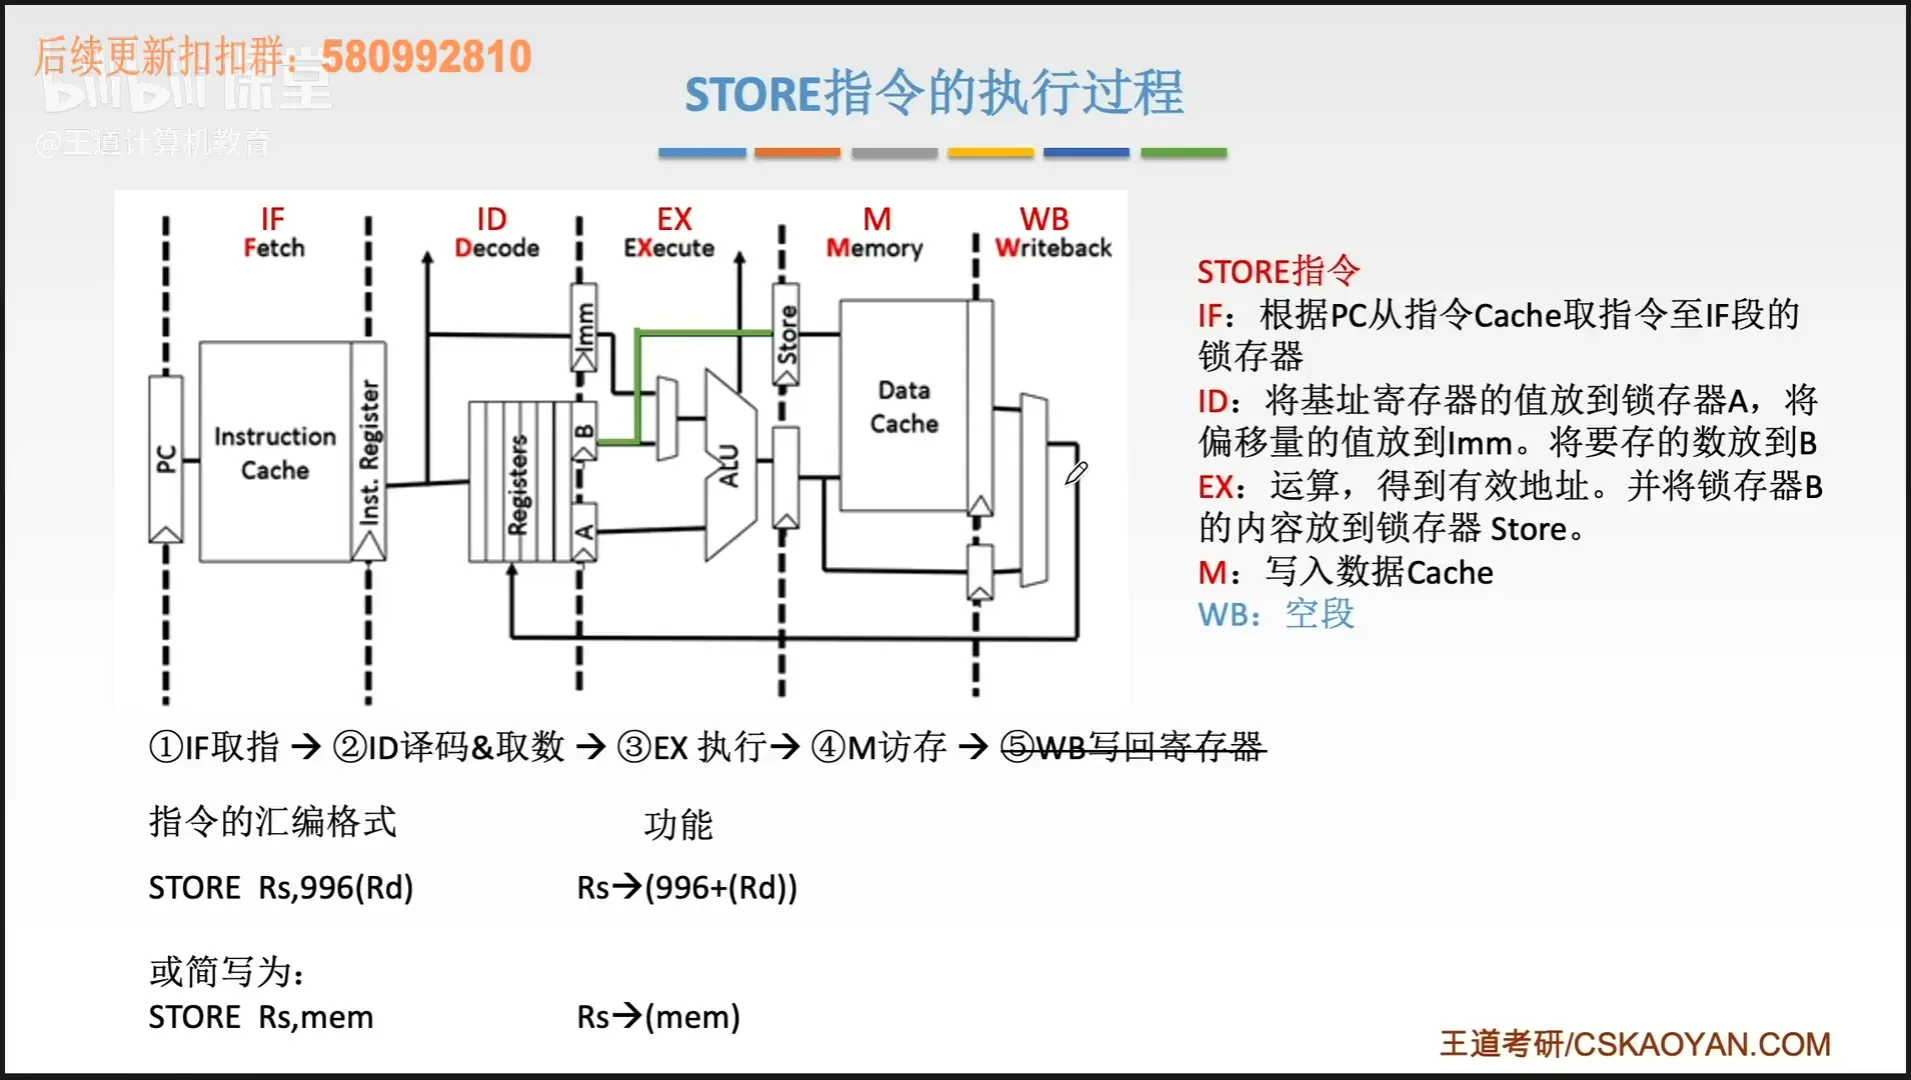 后续更新扣扣群：580992810
bilibili 课堂
@王道计算机教育
STORE指令的执行过程
IF
Fetch
ID
Decode
EX
EXecute
M
Memory
WB
Writeback
PC
Instruction
Cache
Inst. Register
Registers
Imm
B
A
ALU
Store
Data
Cache
STORE指令
IF：根据PC从指令Cache取指令至IF段的
锁存器
ID：将基址寄存器的值放到锁存器A，将
偏移量的值放到Imm。将要存的数放到B
EX：运算，得到有效地址。并将锁存器B
的内容放到锁存器 Store。
M：写入数据Cache
WB：空段
①IF取指 → ②ID译码&取数 → ③EX 执行→ ④M访存 → ⑤WB写回寄存器
指令的汇编格式 功能
STORE Rs,996(Rd) Rs→(996+(Rd))
或简写为：
STORE Rs,mem Rs→(mem)
王道考研/CSKAOYAN.COM